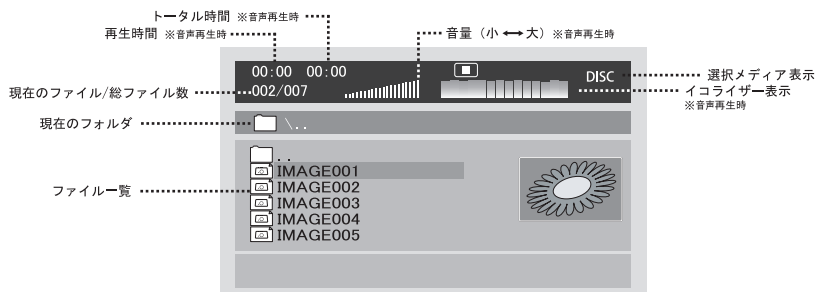 トータル時間 ※音声再生時
再生時間 ※音声再生時
音量（小 ⟷ 大）※音声再生時
00:00 00:00
DISC
選択メディア表示
現在のファイル/総ファイル数
002/007
イコライザー表示
※音声再生時
現在のフォルダ
\..
..
ファイル一覧
IMAGE001
IMAGE002
IMAGE003
IMAGE004
IMAGE005